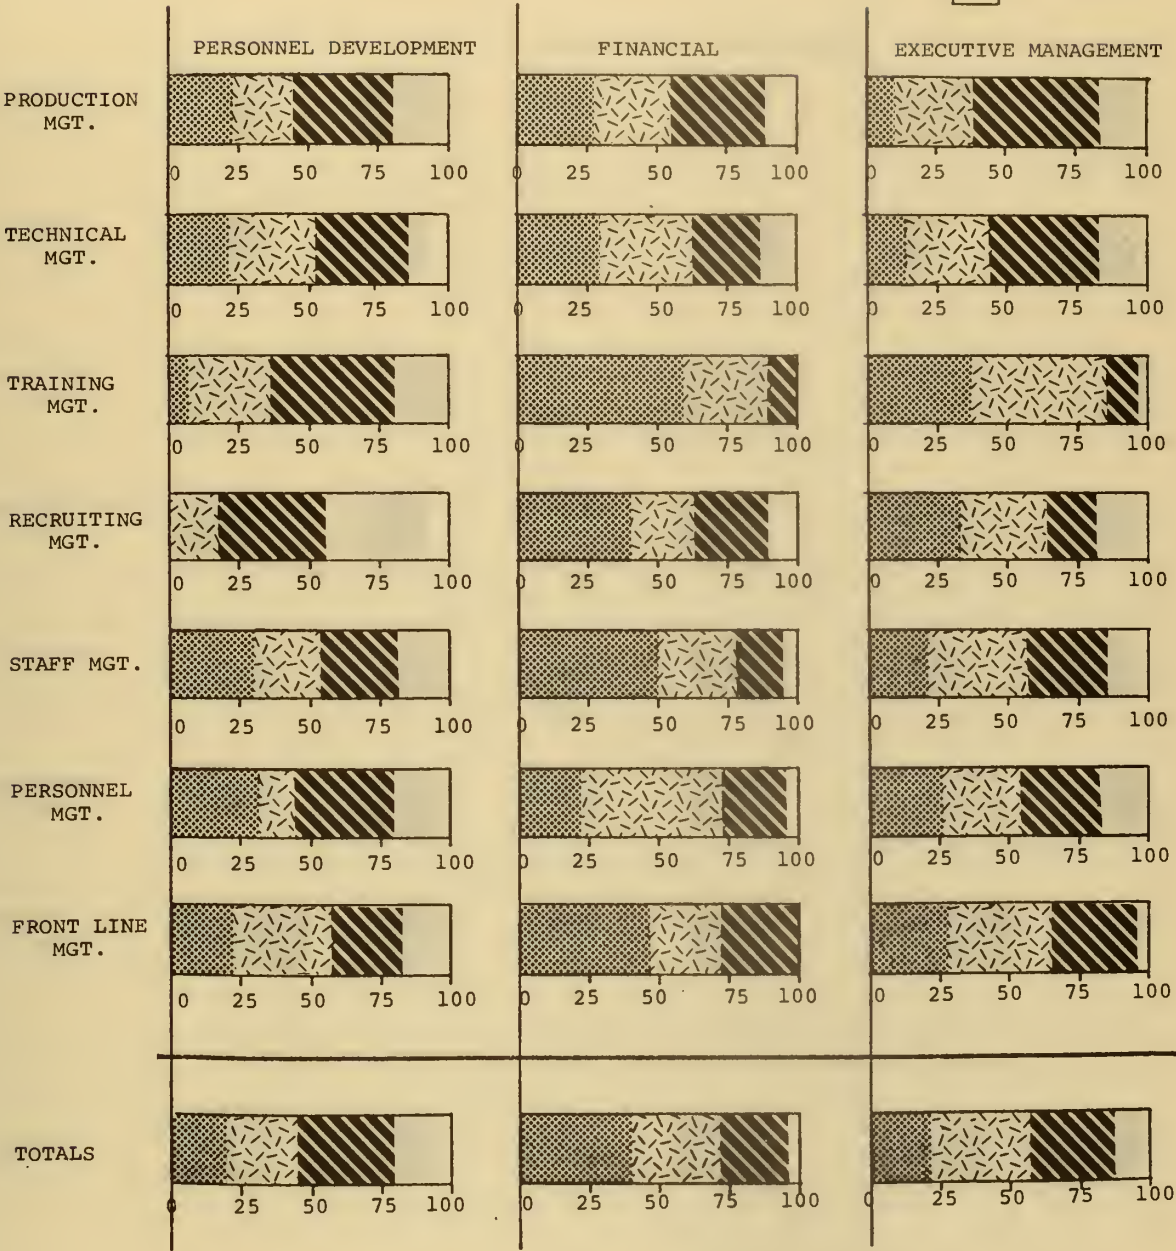 PERSONNEL DEVELOPMENT FINANCIAL EXECUTIVE MANAGEMENT
PRODUCTION
MGT.
0 25 50 75 100 0 25 50 75 100 0 25 50 75 100
TECHNICAL
MGT.
0 25 50 75 100 0 25 50 75 100 0 25 50 75 100
TRAINING
MGT.
0 25 50 75 100 0 25 50 75 100 0 25 50 75 100
RECRUITING
MGT.
0 25 50 75 100 0 25 50 75 100 0 25 50 75 100
STAFF MGT.
0 25 50 75 100 0 25 50 75 100 0 25 50 75 100
PERSONNEL
MGT.
0 25 50 75 100 0 25 50 75 100 0 25 50 75 100
FRONT LINE
MGT.
0 25 50 75 100 0 25 50 75 100 0 25 50 75 100
TOTALS
0 25 50 75 100 0 25 50 75 100 0 25 50 75 100